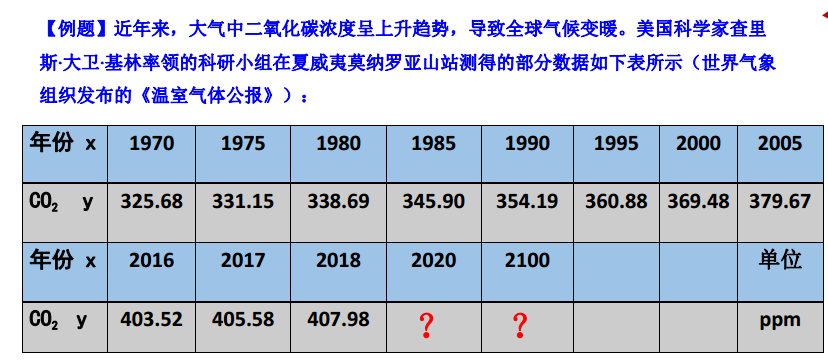 【例题】近年来，大气中二氧化碳浓度呈上升趋势，导致全球气候变暖。美国科学家查里
斯·大卫·基林率领的科研小组在夏威夷莫纳罗亚山站测得的部分数据如下表所示（世界气象
组织发布的《温室气体公报》）：
年份 x 1970 1975 1980 1985 1990 1995 2000 2005
CO₂ y 325.68 331.15 338.69 345.90 354.19 360.88 369.48 379.67
年份 x 2016 2017 2018 2020 2100 单位
CO₂ y 403.52 405.58 407.98 ？ ？ ppm